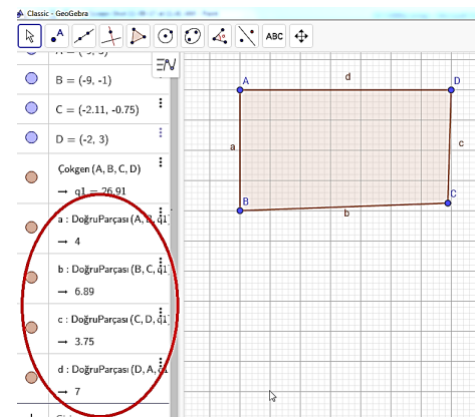 Classic - GeoGebra
ABC
B = (-9, -1)
C = (-2.11, -0.75)
D = (-2, 3)
Çokgen (A, B, C, D)
→ q1 = 26.91
a : DoğruParçası (A, B, q1
→ 4
b : DoğruParçası (B, C, q1
→ 6.89
c : DoğruParçası (C, D, q1
→ 3.75
d : DoğruParçası (D, A, q1
→ 7
A
d
D
a
c
B
b
C